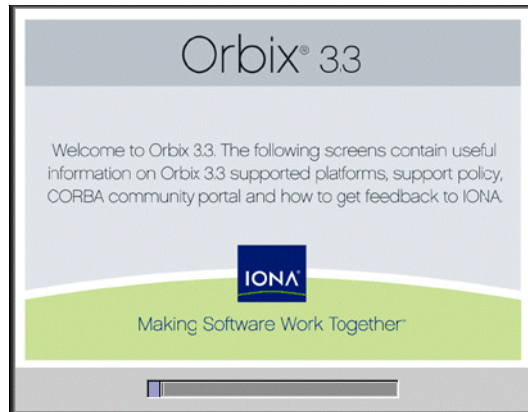 Orbix® 3.3
Welcome to Orbix 3.3. The following screens contain useful
information on Orbix 3.3 supported platforms, support policy,
CORBA community portal and how to get feedback to IONA.
IONA
Making Software Work Together™